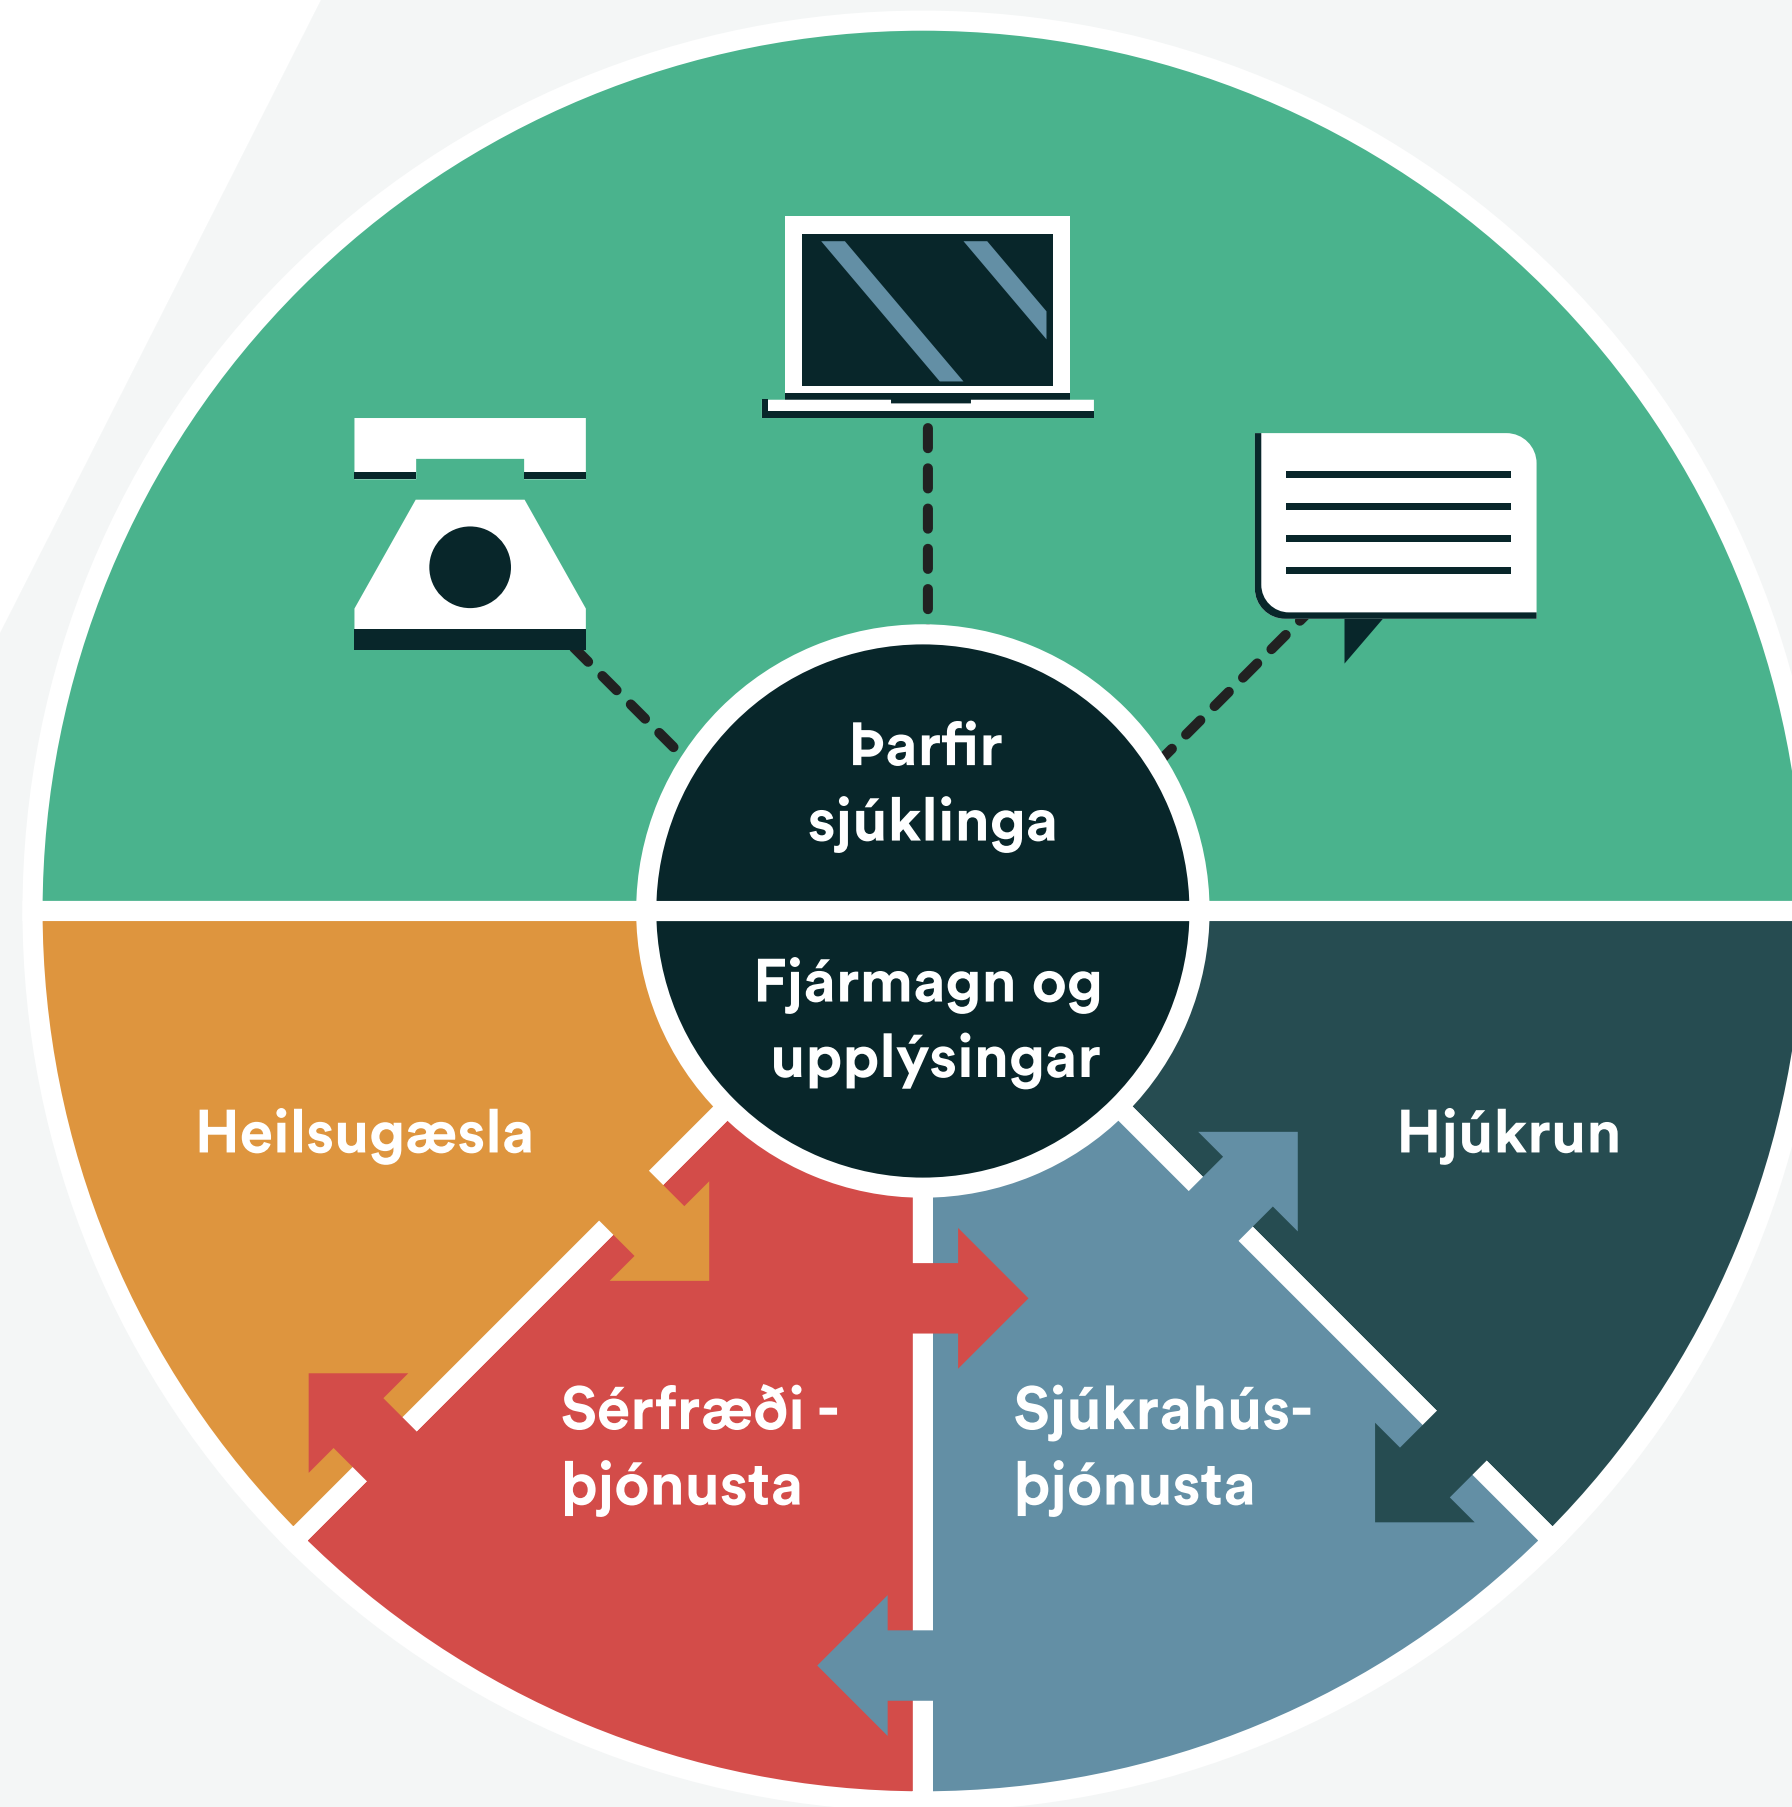 Þarfir
sjúklinga
Fjármagn og
upplýsingar
Heilsugæsla
Hjúkrun
Sérfræði -
þjónusta
Sjúkrahús-
þjónusta